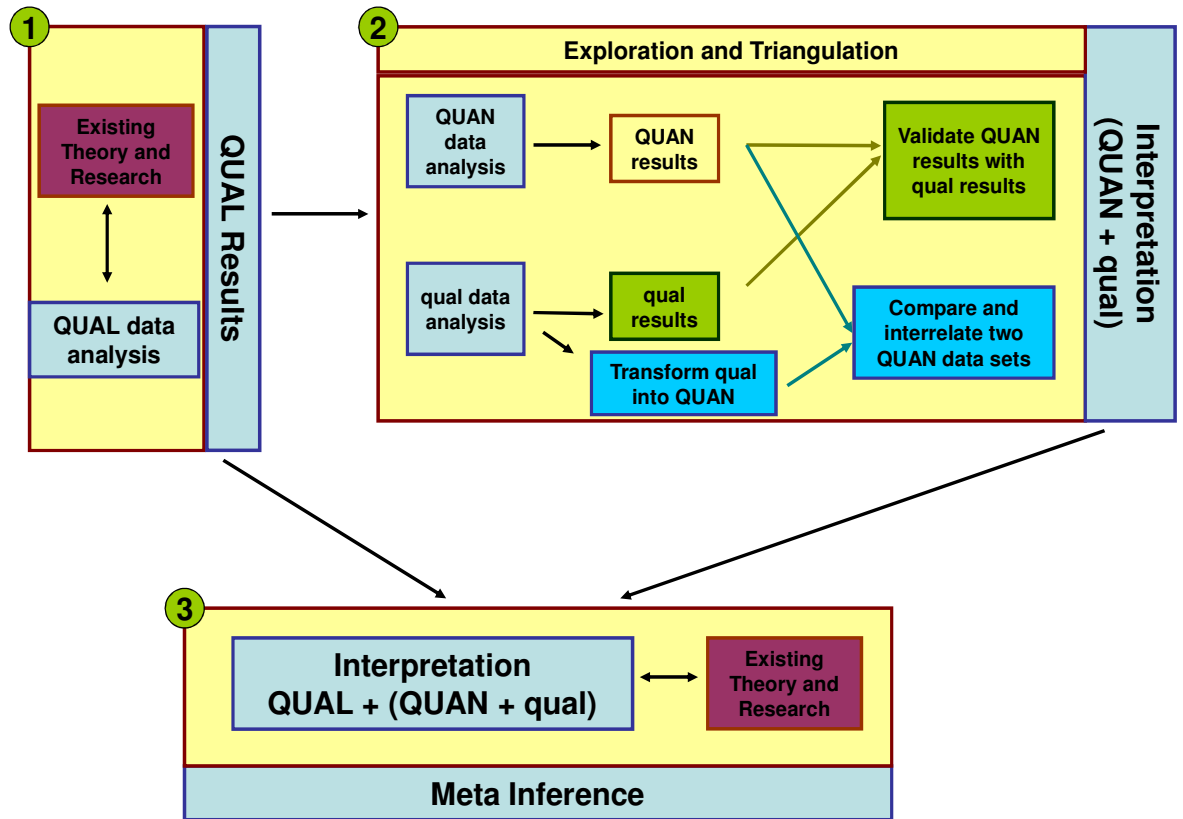 1
Existing
Theory and
Research
QUAL data
analysis
QUAL Results
2
Exploration and Triangulation
QUAN
data
analysis
QUAN
results
Validate QUAN
results with
qual results
qual data
analysis
qual
results
Transform qual
into QUAN
Compare and
interrelate two
QUAN data sets
Interpretation
(QUAN + qual)
3
Interpretation
QUAL + (QUAN + qual)
Existing
Theory and
Research
Meta Inference